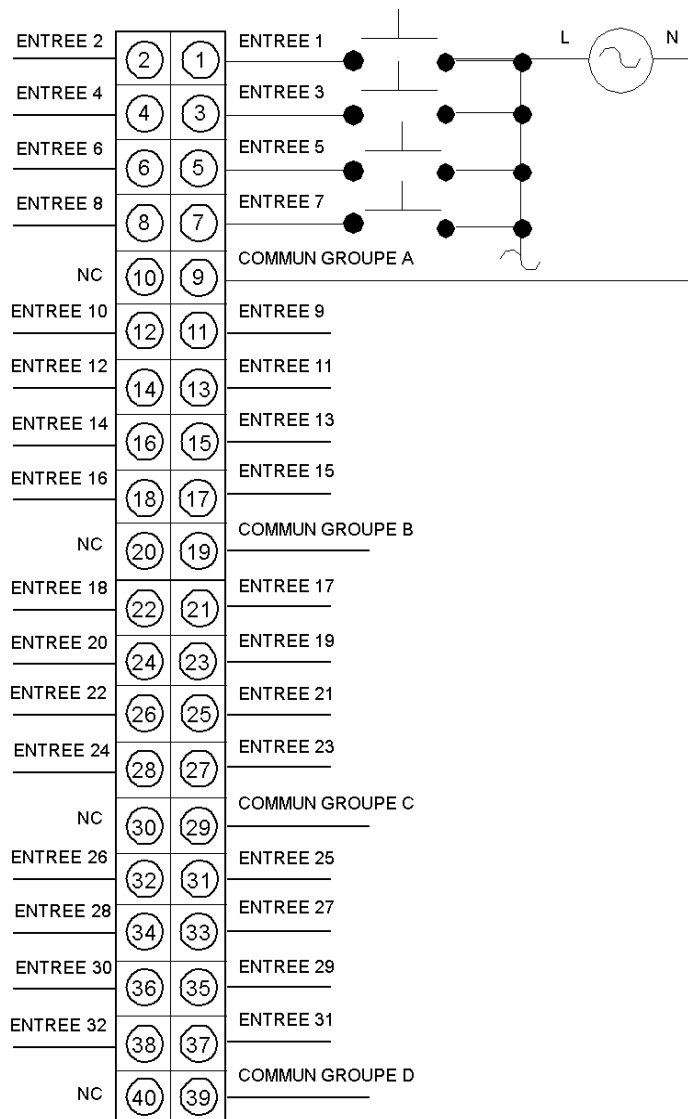 ENTREE 2 2 1 ENTREE 1 L N
ENTREE 4 4 3 ENTREE 3
ENTREE 6 6 5 ENTREE 5
ENTREE 8 8 7 ENTREE 7
NC 10 9 COMMUN GROUPE A
ENTREE 10 12 11 ENTREE 9
ENTREE 12 14 13 ENTREE 11
ENTREE 14 16 15 ENTREE 13
ENTREE 16 18 17 ENTREE 15
NC 20 19 COMMUN GROUPE B
ENTREE 18 22 21 ENTREE 17
ENTREE 20 24 23 ENTREE 19
ENTREE 22 26 25 ENTREE 21
ENTREE 24 28 27 ENTREE 23
NC 30 29 COMMUN GROUPE C
ENTREE 26 32 31 ENTREE 25
ENTREE 28 34 33 ENTREE 27
ENTREE 30 36 35 ENTREE 29
ENTREE 32 38 37 ENTREE 31
NC 40 39 COMMUN GROUPE D